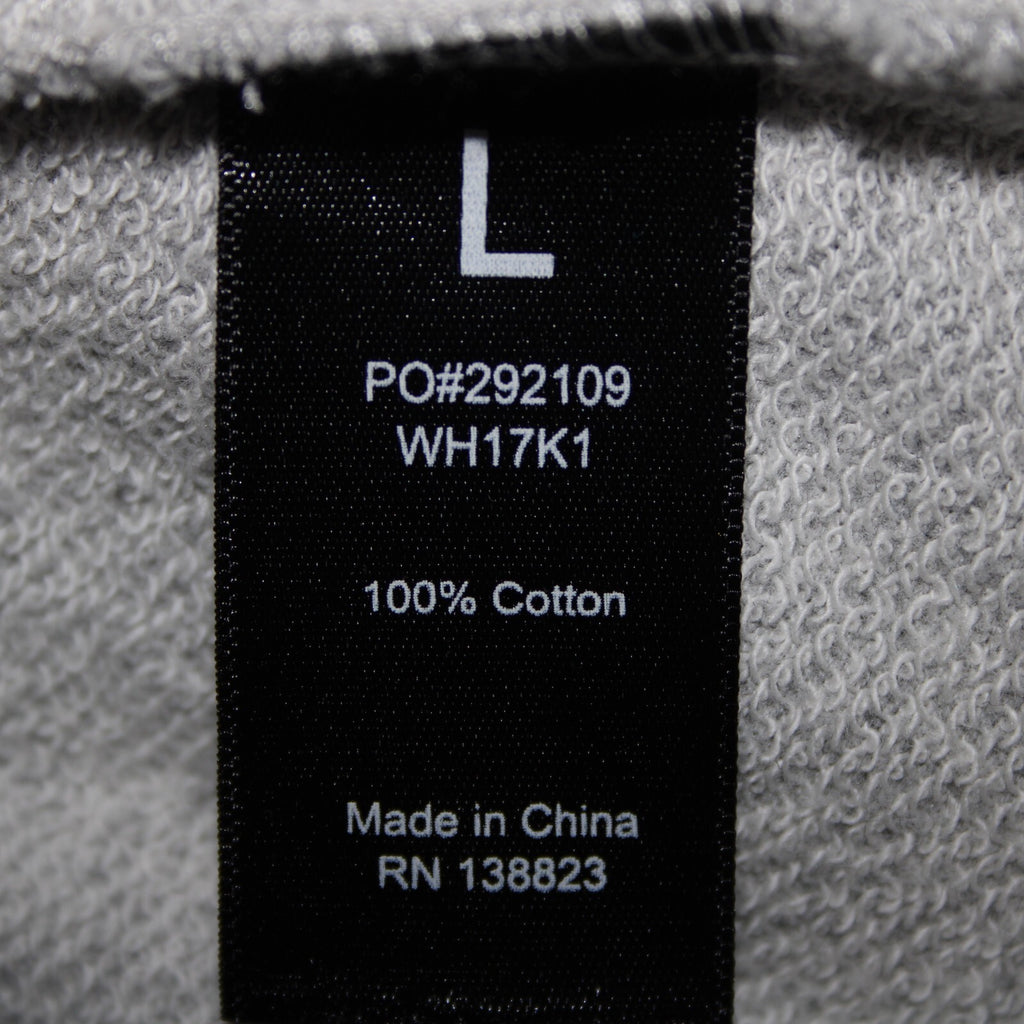 L
PO#292109
WH17K1
100% Cotton
Made in China
RN 138823